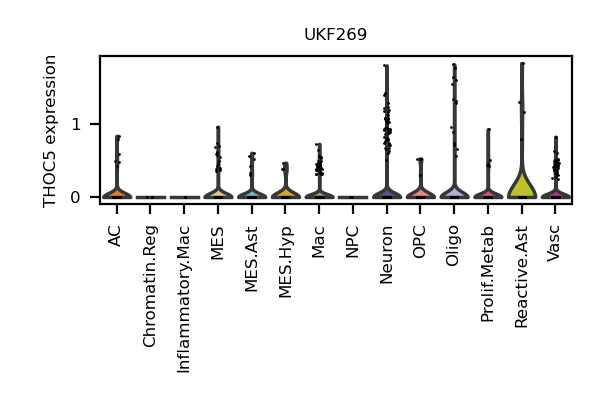 UKF269
THOC5 expression
1
0
AC
Chromatin.Reg
Inflammatory.Mac
MES
MES.Ast
MES.Hyp
Mac
NPC
Neuron
OPC
Oligo
Prolif.Metab
Reactive.Ast
Vasc